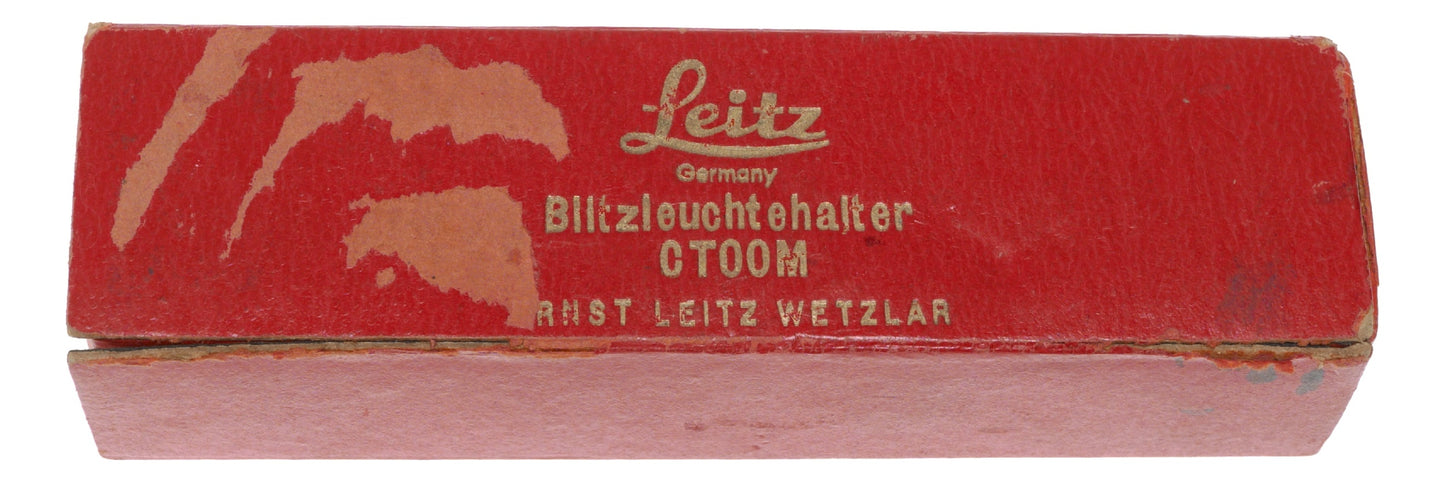 Leitz
Germany
Blitzleuchtehalter
CTOOM
RNST LEITZ WETZLAR